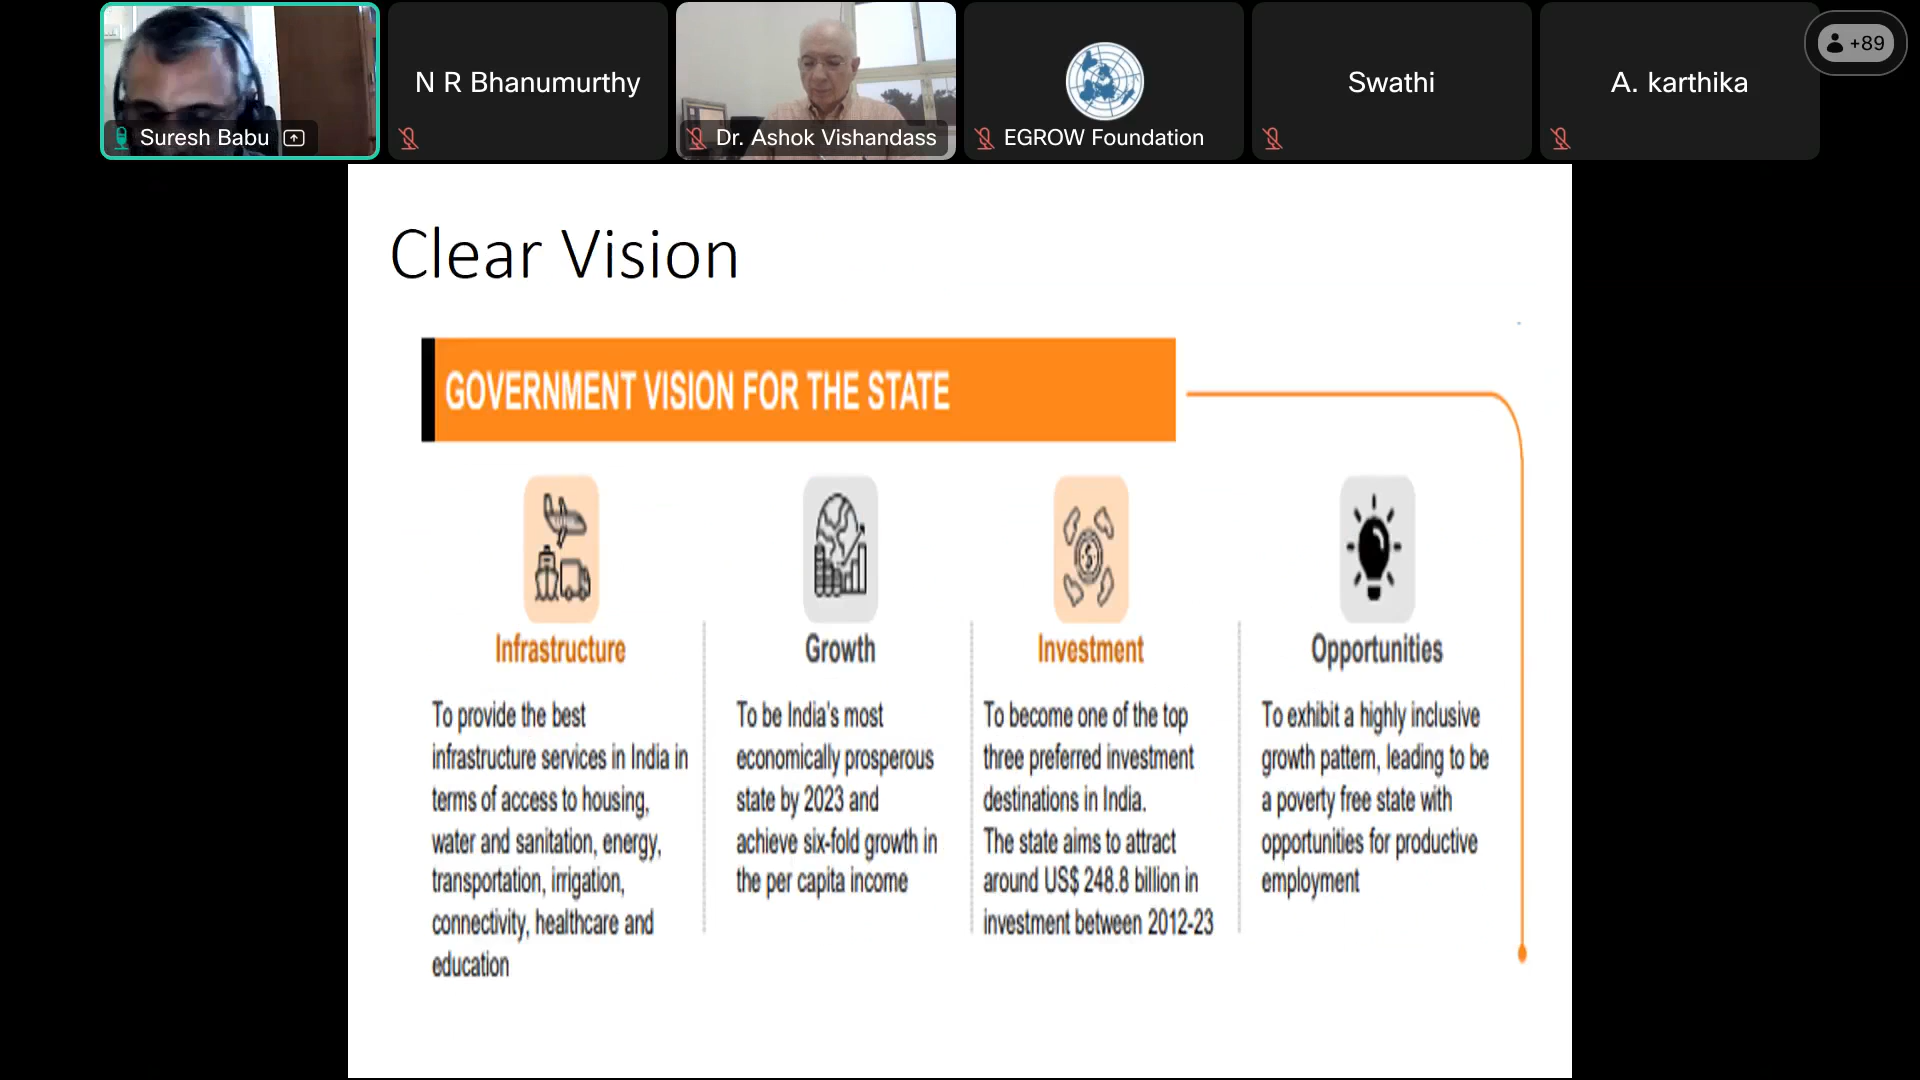 Suresh Babu
N R Bhanumurthy
Dr. Ashok Vishandass
EGROW Foundation
Swathi
A. karthika
+89
Clear Vision
GOVERNMENT VISION FOR THE STATE
Infrastructure
To provide the best
infrastructure services in India in
terms of access to housing,
water and sanitation, energy,
transportation, irrigation,
connectivity, healthcare and
education
Growth
To be India's most
economically prosperous
state by 2023 and
achieve six-fold growth in
the per capita income
Investment
To become one of the top
three preferred investment
destinations in India.
The state aims to attract
around US$ 248.8 billion in
investment between 2012-23
Opportunities
To exhibit a highly inclusive
growth pattern, leading to be
a poverty free state with
opportunities for productive
employment